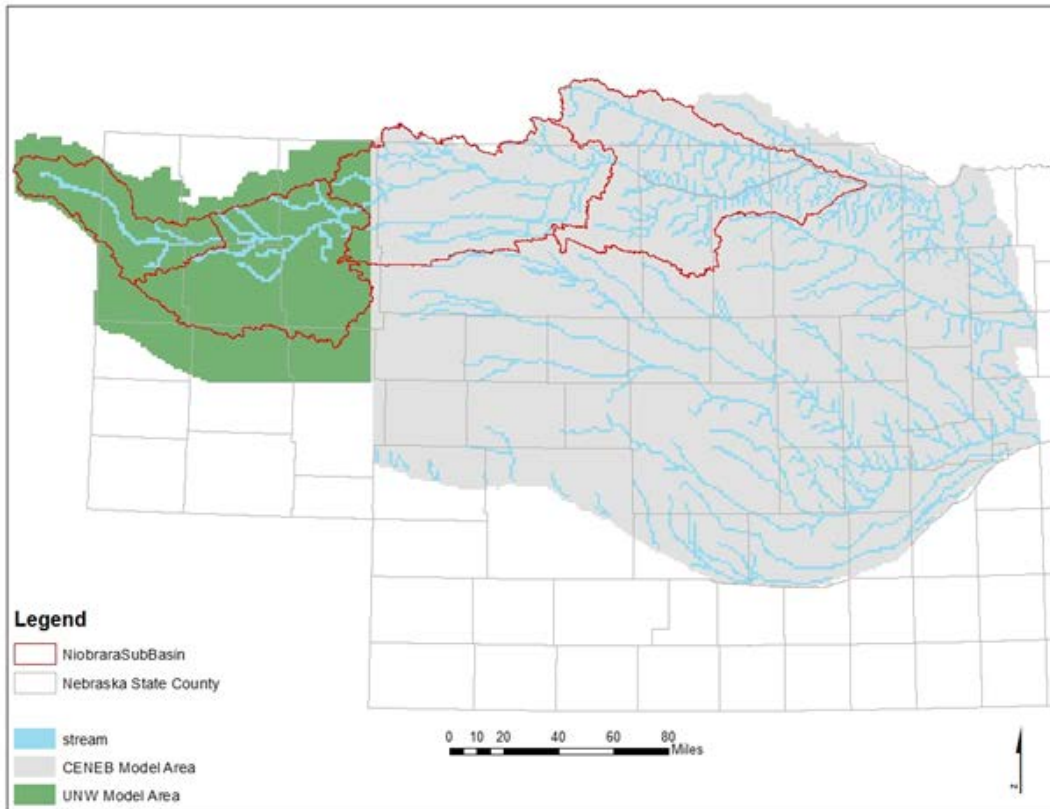 Legend
NiobraraSubBasin
Nebraska State County
stream
CENEB Model Area
UNW Model Area
0 5 10 20 40 60 80
Miles
N